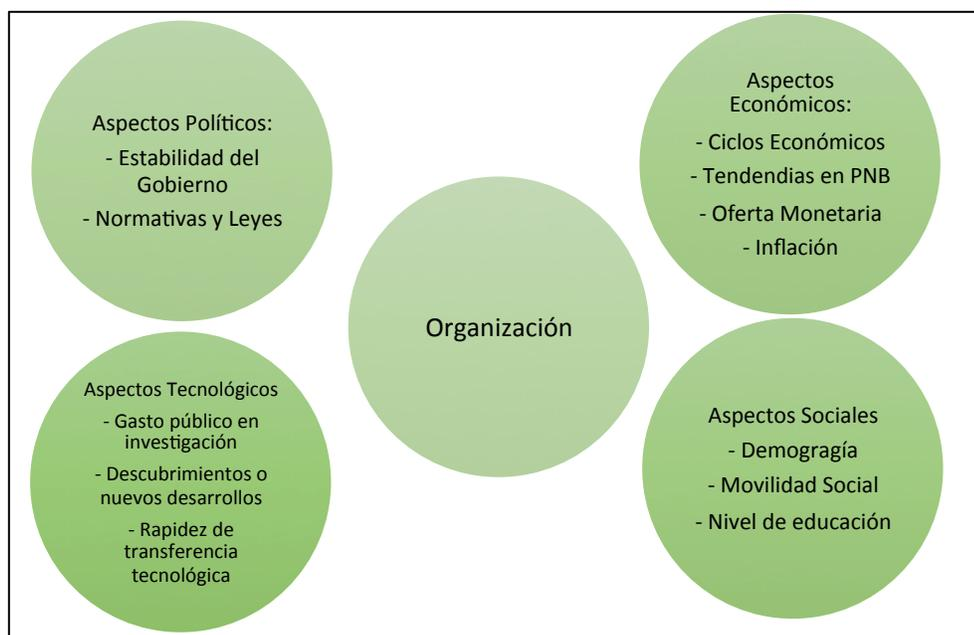 Aspectos Políticos:
- Estabilidad del
Gobierno
- Normativas y Leyes
Aspectos
Económicos:
- Ciclos Económicos
- Tendendias en PNB
- Oferta Monetaria
- Inflación
Organización
Aspectos Tecnológicos
- Gasto público en
investigación
- Descubrimientos o
nuevos desarrollos
- Rapidez de
transferencia
tecnológica
Aspectos Sociales
- Demogragía
- Movilidad Social
- Nivel de educación